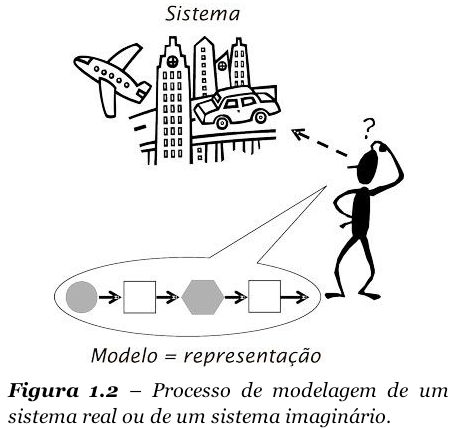 Sistema
?
Modelo = representação
Figura 1.2 – Processo de modelagem de um
sistema real ou de um sistema imaginário.